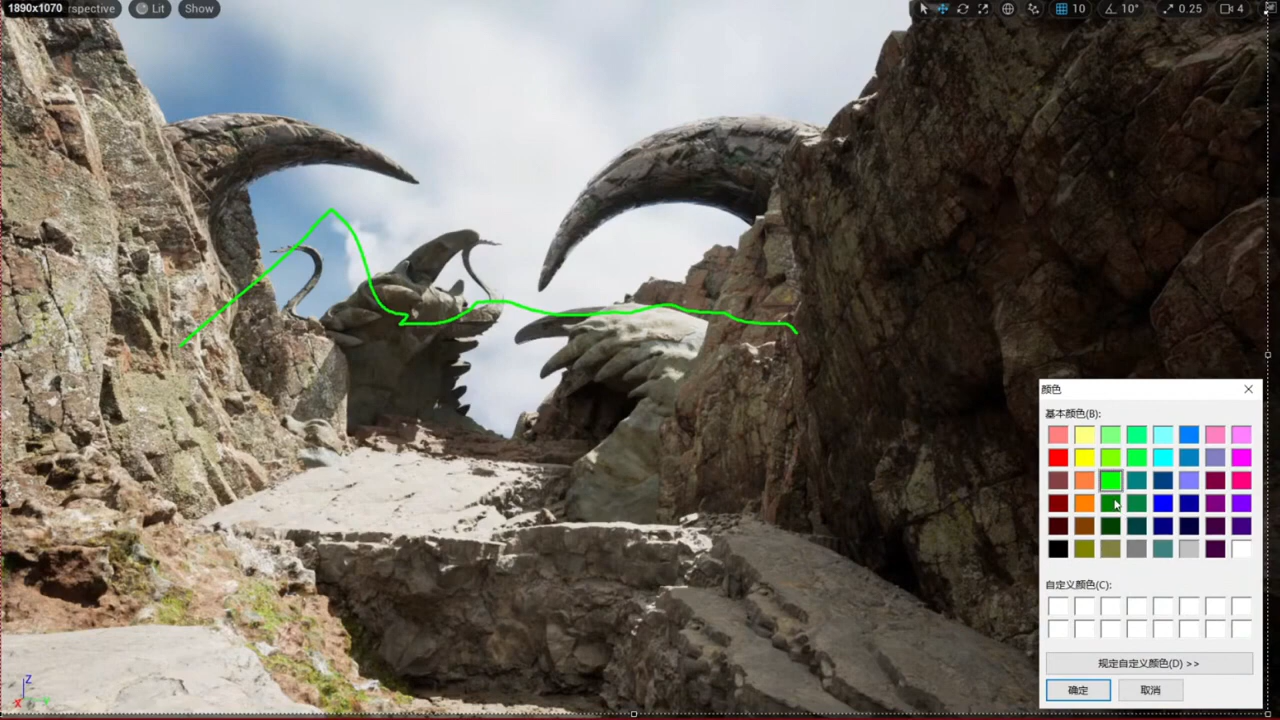 1890x1070 rspective Lit Show 10 10° 0.25 4
颜色
基本颜色(B):
自定义颜色(C):
规定自定义颜色(D) >>
确定 取消
Z
X Y